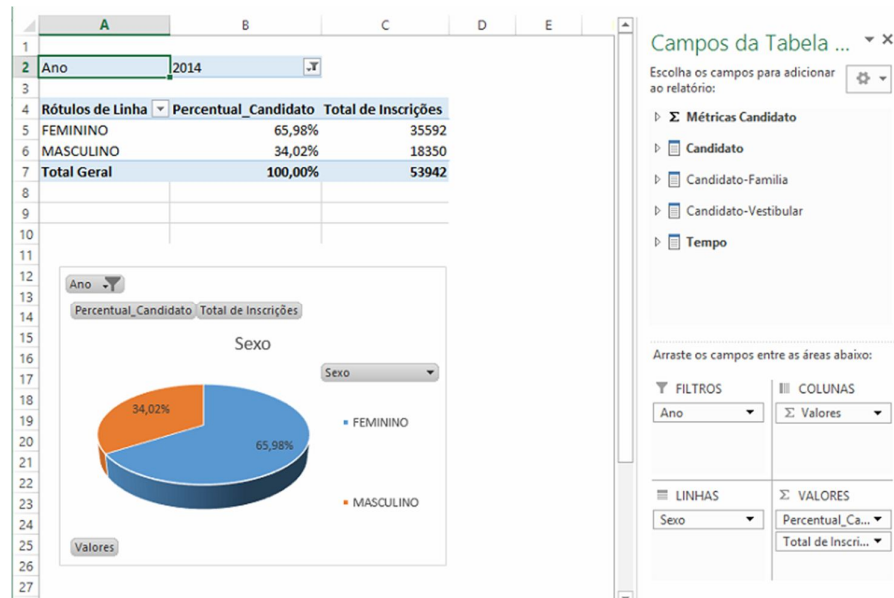 A B C D E
1
2 Ano 2014
3
4 Rótulos de Linha Percentual_Candidato Total de Inscrições
5 FEMININO 65,98% 35592
6 MASCULINO 34,02% 18350
7 Total Geral 100,00% 53942
8
9
10
11
12
13
14
15
16
17
18
19
20
21
22
23
24
25
26
27
Ano
Percentual_Candidato Total de Inscrições
Sexo
Sexo
34,02%
65,98%
FEMININO
MASCULINO
Valores
Campos da Tabela ...
Escolha os campos para adicionar
ao relatório:
Σ Métricas Candidato
Candidato
Candidato-Familia
Candidato-Vestibular
Tempo
Arraste os campos entre as áreas abaixo:
FILTROS
Ano
COLUNAS
Σ Valores
LINHAS
Sexo
Σ VALORES
Percentual_Ca...
Total de Inscri...